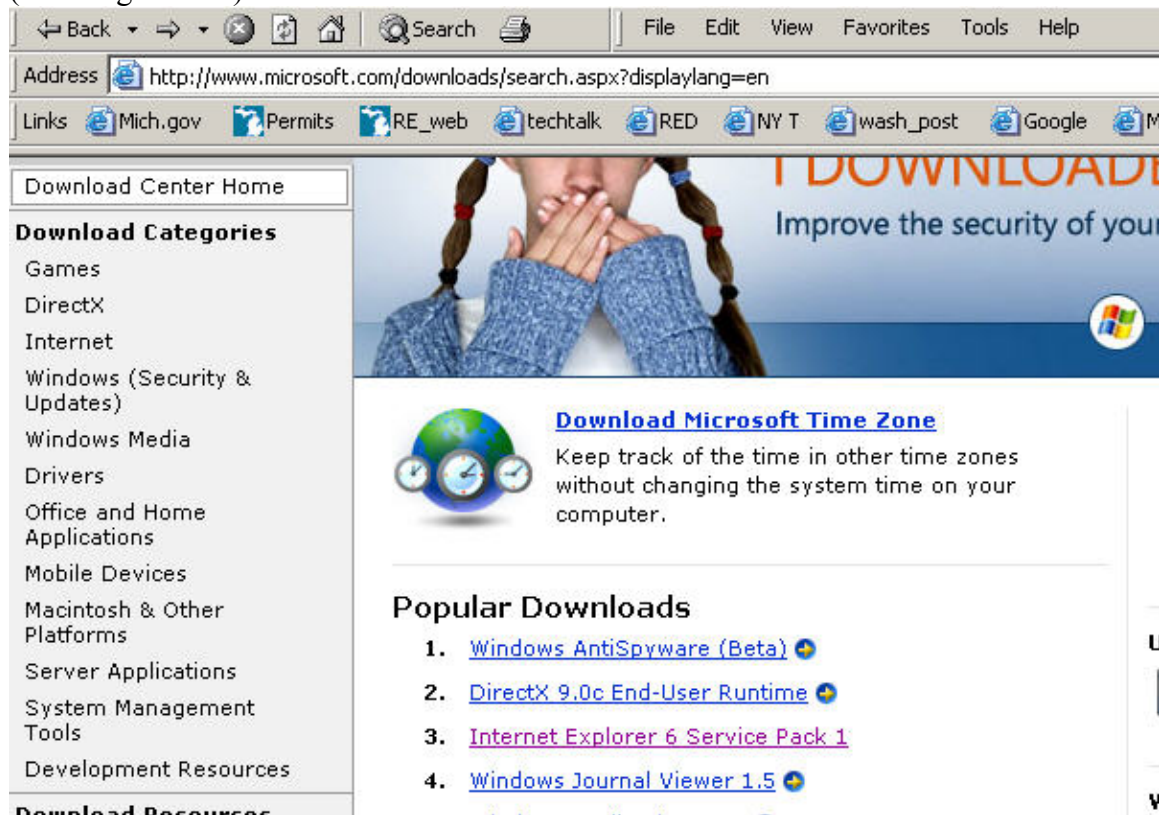 Back Search File Edit View Favorites Tools Help
Address http://www.microsoft.com/downloads/search.aspx?displaylang=en
Links Mich.gov Permits RE_web techtalk RED NY T wash_post Google
Download Center Home
Download Categories
Games
DirectX
Internet
Windows (Security &
Updates)
Windows Media
Drivers
Office and Home
Applications
Mobile Devices
Macintosh & Other
Platforms
Server Applications
System Management
Tools
Development Resources
Download Resources
I DOWNLOADE
Improve the security of your
Download Microsoft Time Zone
Keep track of the time in other time zones
without changing the system time on your
computer.
Popular Downloads
1. Windows AntiSpyware (Beta)
2. DirectX 9.0c End-User Runtime
3. Internet Explorer 6 Service Pack 1
4. Windows Journal Viewer 1.5